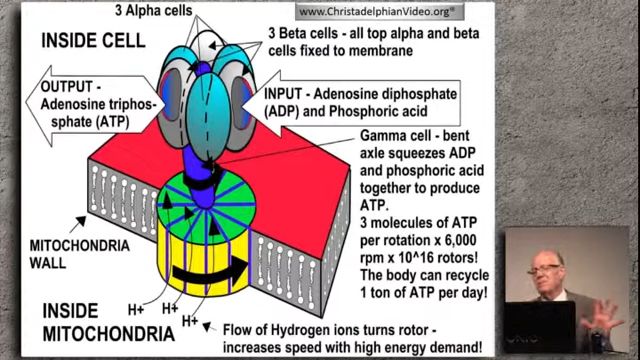 3 Alpha cells
www.ChristadelphianVideo.org®
INSIDE CELL
3 Beta cells - all top alpha and beta
cells fixed to membrane
OUTPUT -
Adenosine triphos-
sphate (ATP)
INPUT - Adenosine diphosphate
(ADP) and Phosphoric acid
Gamma cell - bent
axle squeezes ADP
and phosphoric acid
together to produce
ATP.
3 molecules of ATP
per rotation x 6,000
rpm x 10^16 rotors!
The body can recycle
1 ton of ATP per day!
MITOCHONDRIA
WALL
INSIDE
MITOCHONDRIA
H+
H+
H+
Flow of Hydrogen ions turns rotor-
increases speed with high energy demand!